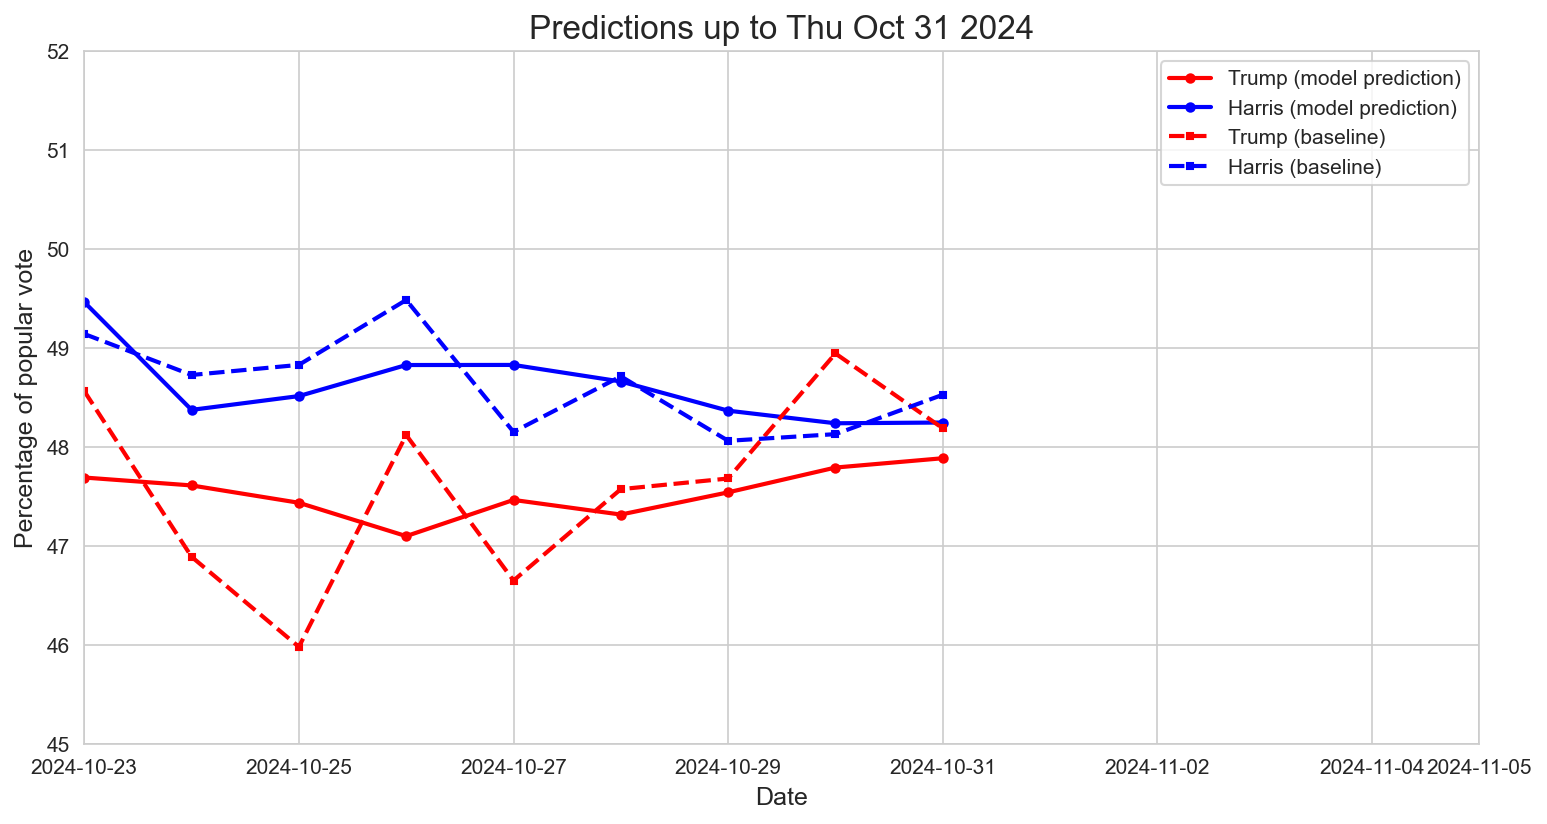 Predictions up to Thu Oct 31 2024
52
51
50
49
48
47
46
45
Percentage of popular vote
Trump (model prediction)
Harris (model prediction)
Trump (baseline)
Harris (baseline)
2024-10-23 2024-10-25 2024-10-27 2024-10-29 2024-10-31 2024-11-02 2024-11-04 2024-11-05
Date